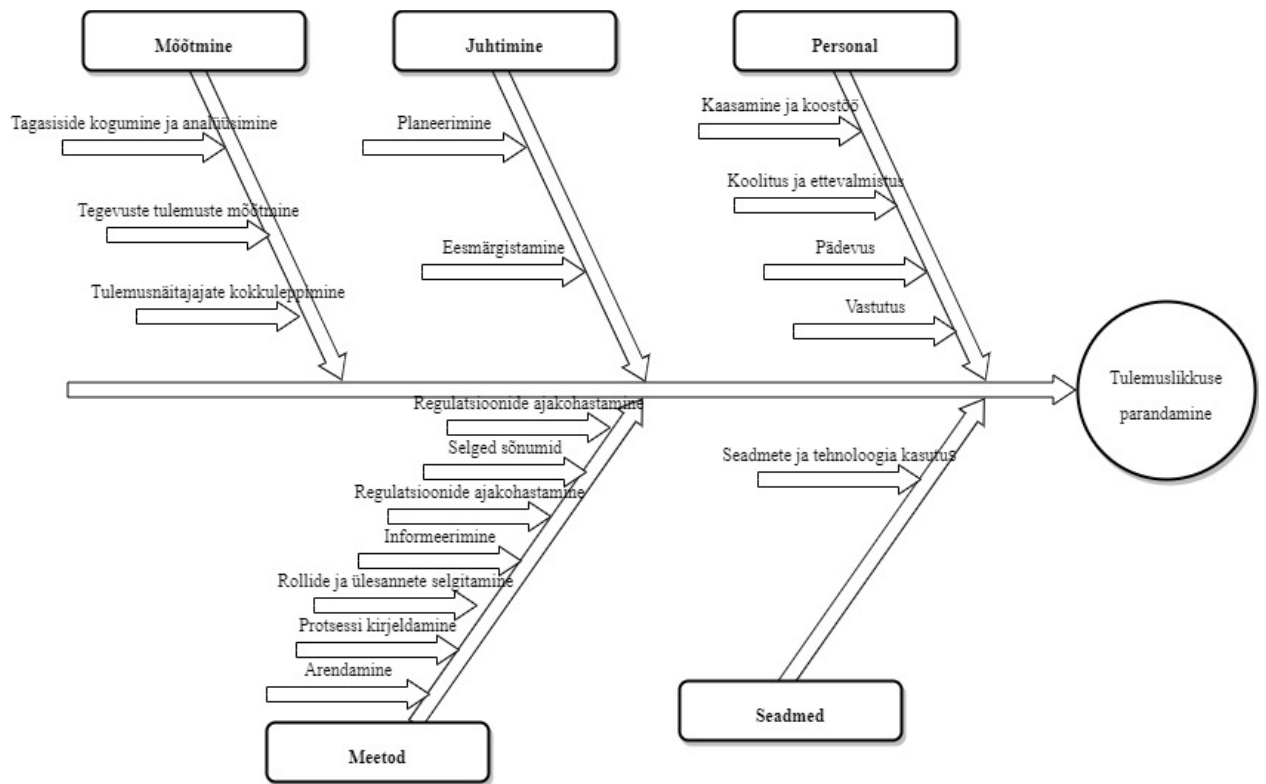 Mõõtmine
Juhtimine
Personal
Tagasiside kogumine ja analüüsimine
Tegevuste tulemuste mõõtmine
Tulemusnäitajajate kokkuleppimine
Planeerimine
Eesmärgistamine
Kaasamine ja koostöö
Koolitus ja ettevalmistus
Pädevus
Vastutus
Tulemuslikkuse
parandamine
Regulatsioonide ajakohastamine
Selged sõnumid
Regulatsioonide ajakohastamine
Informeerimine
Rollide ja ülesannete selgitamine
Protsessi kirjeldamine
Arendamine
Meetod
Seadmete ja tehnoloogia kasutus
Seadmed